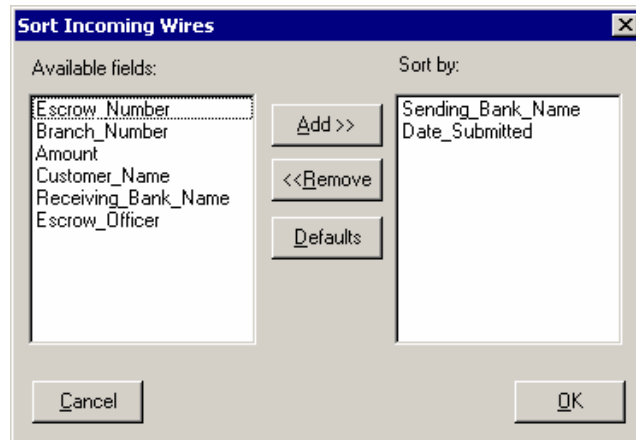 Sort Incoming Wires
Available fields:
Escrow_Number
Branch_Number
Amount
Customer_Name
Receiving_Bank_Name
Escrow_Officer
Add >>
<<Remove
Defaults
Sort by:
Sending_Bank_Name
Date_Submitted
Cancel
OK